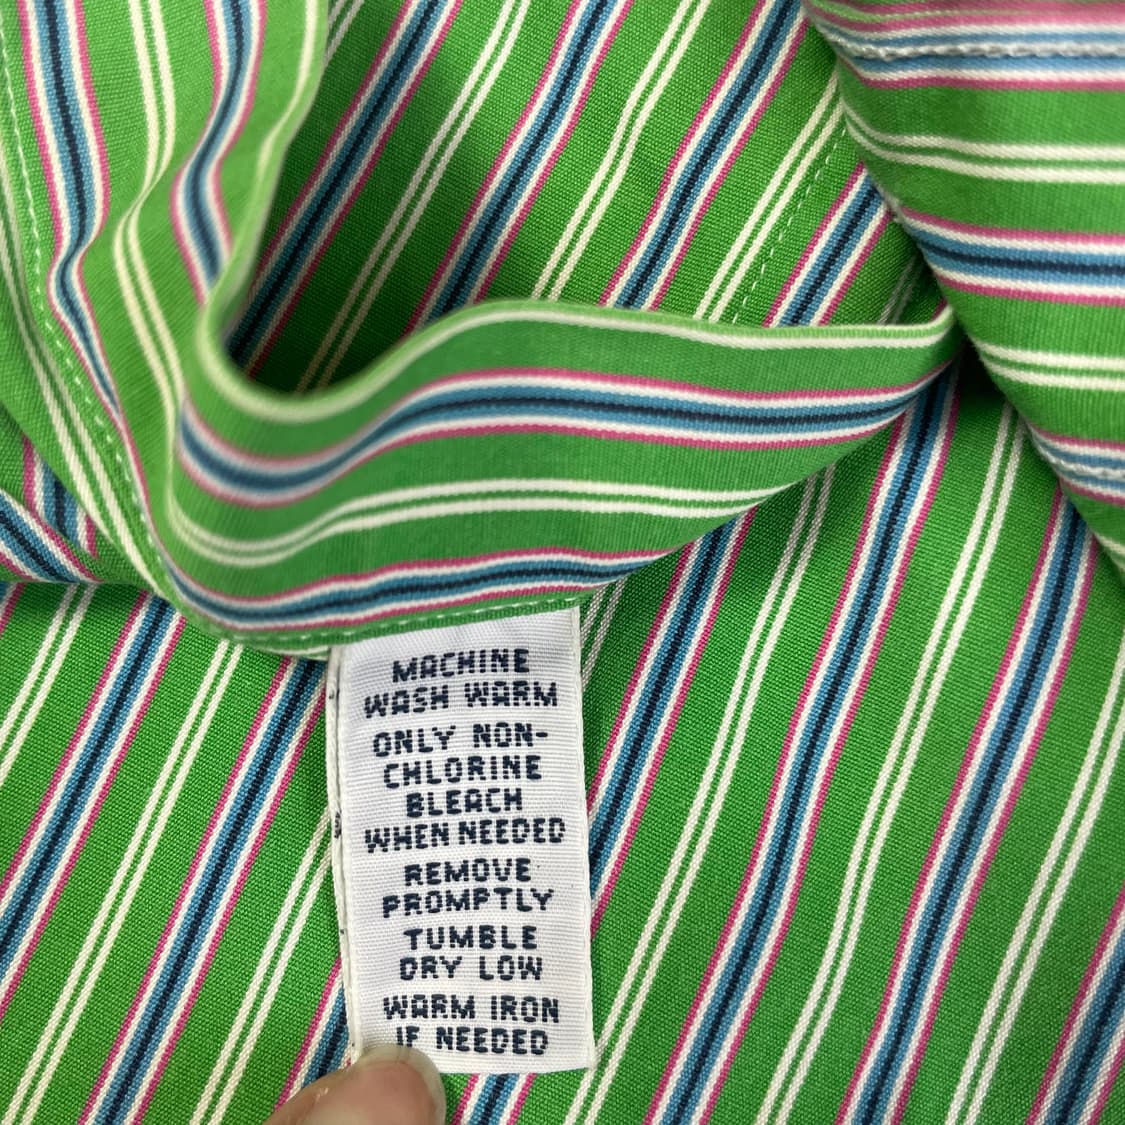 MACHINE
WASH WARM
ONLY NON-
CHLORINE
BLEACH
WHEN NEEDED
REMOVE
PROMPTLY
TUMBLE
DRY LOW
WARM IRON
IF NEEDED